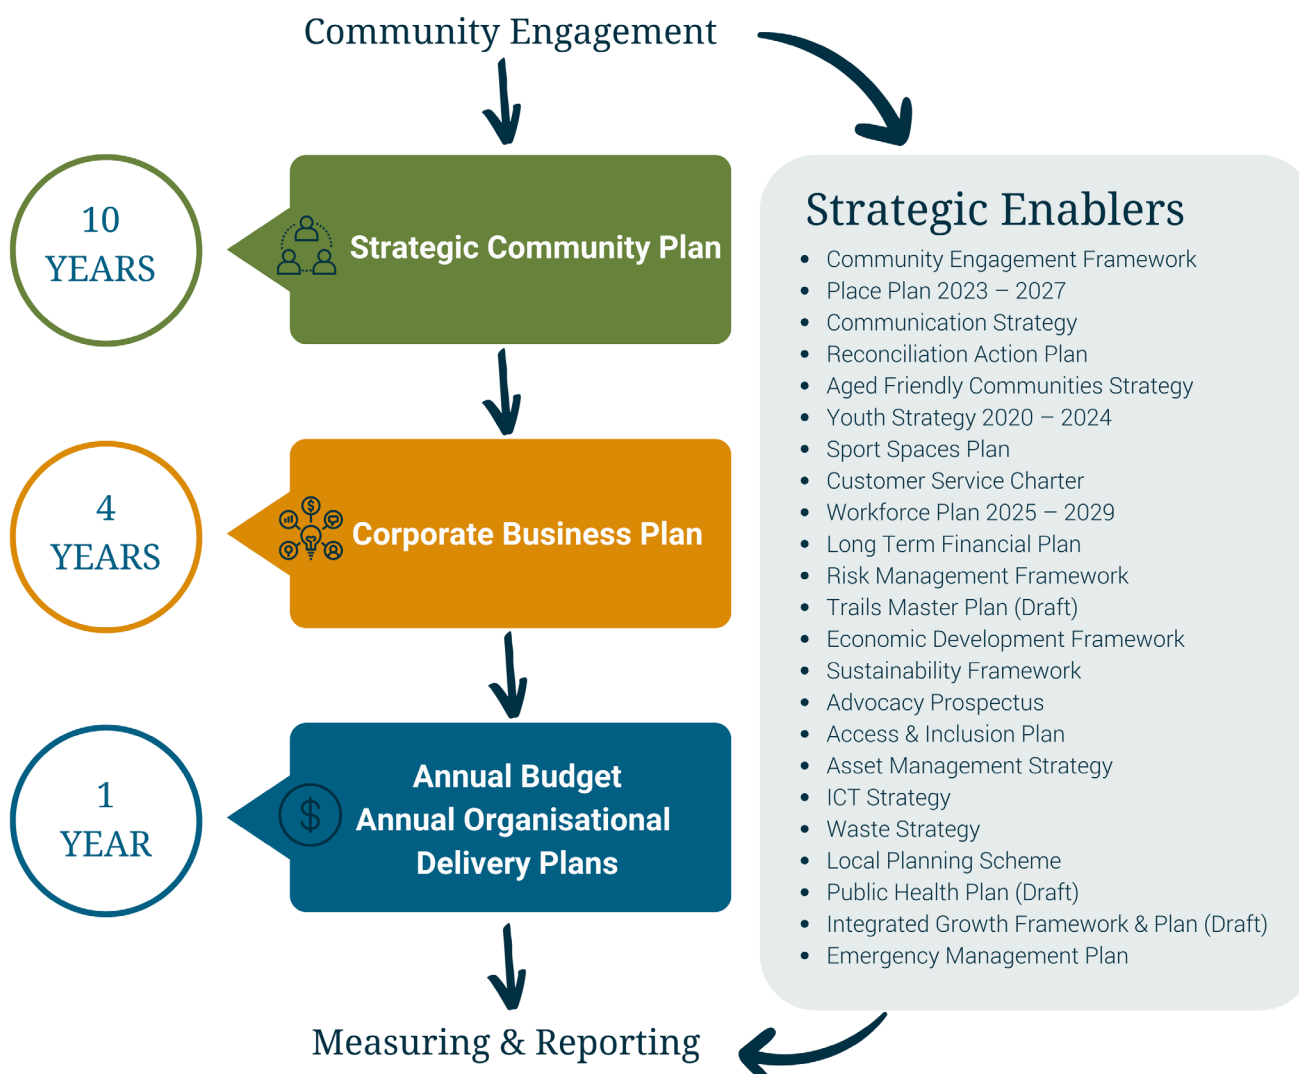 Community Engagement
10
YEARS
Strategic Community Plan
4
YEARS
Corporate Business Plan
1
YEAR
$
Annual Budget
Annual Organisational
Delivery Plans
Measuring & Reporting
Strategic Enablers
Community Engagement Framework
Place Plan 2023 – 2027
Communication Strategy
Reconciliation Action Plan
Aged Friendly Communities Strategy
Youth Strategy 2020 – 2024
Sport Spaces Plan
Customer Service Charter
Workforce Plan 2025 – 2029
Long Term Financial Plan
Risk Management Framework
Trails Master Plan (Draft)
Economic Development Framework
Sustainability Framework
Advocacy Prospectus
Access & Inclusion Plan
Asset Management Strategy
ICT Strategy
Waste Strategy
Local Planning Scheme
Public Health Plan (Draft)
Integrated Growth Framework & Plan (Draft)
Emergency Management Plan